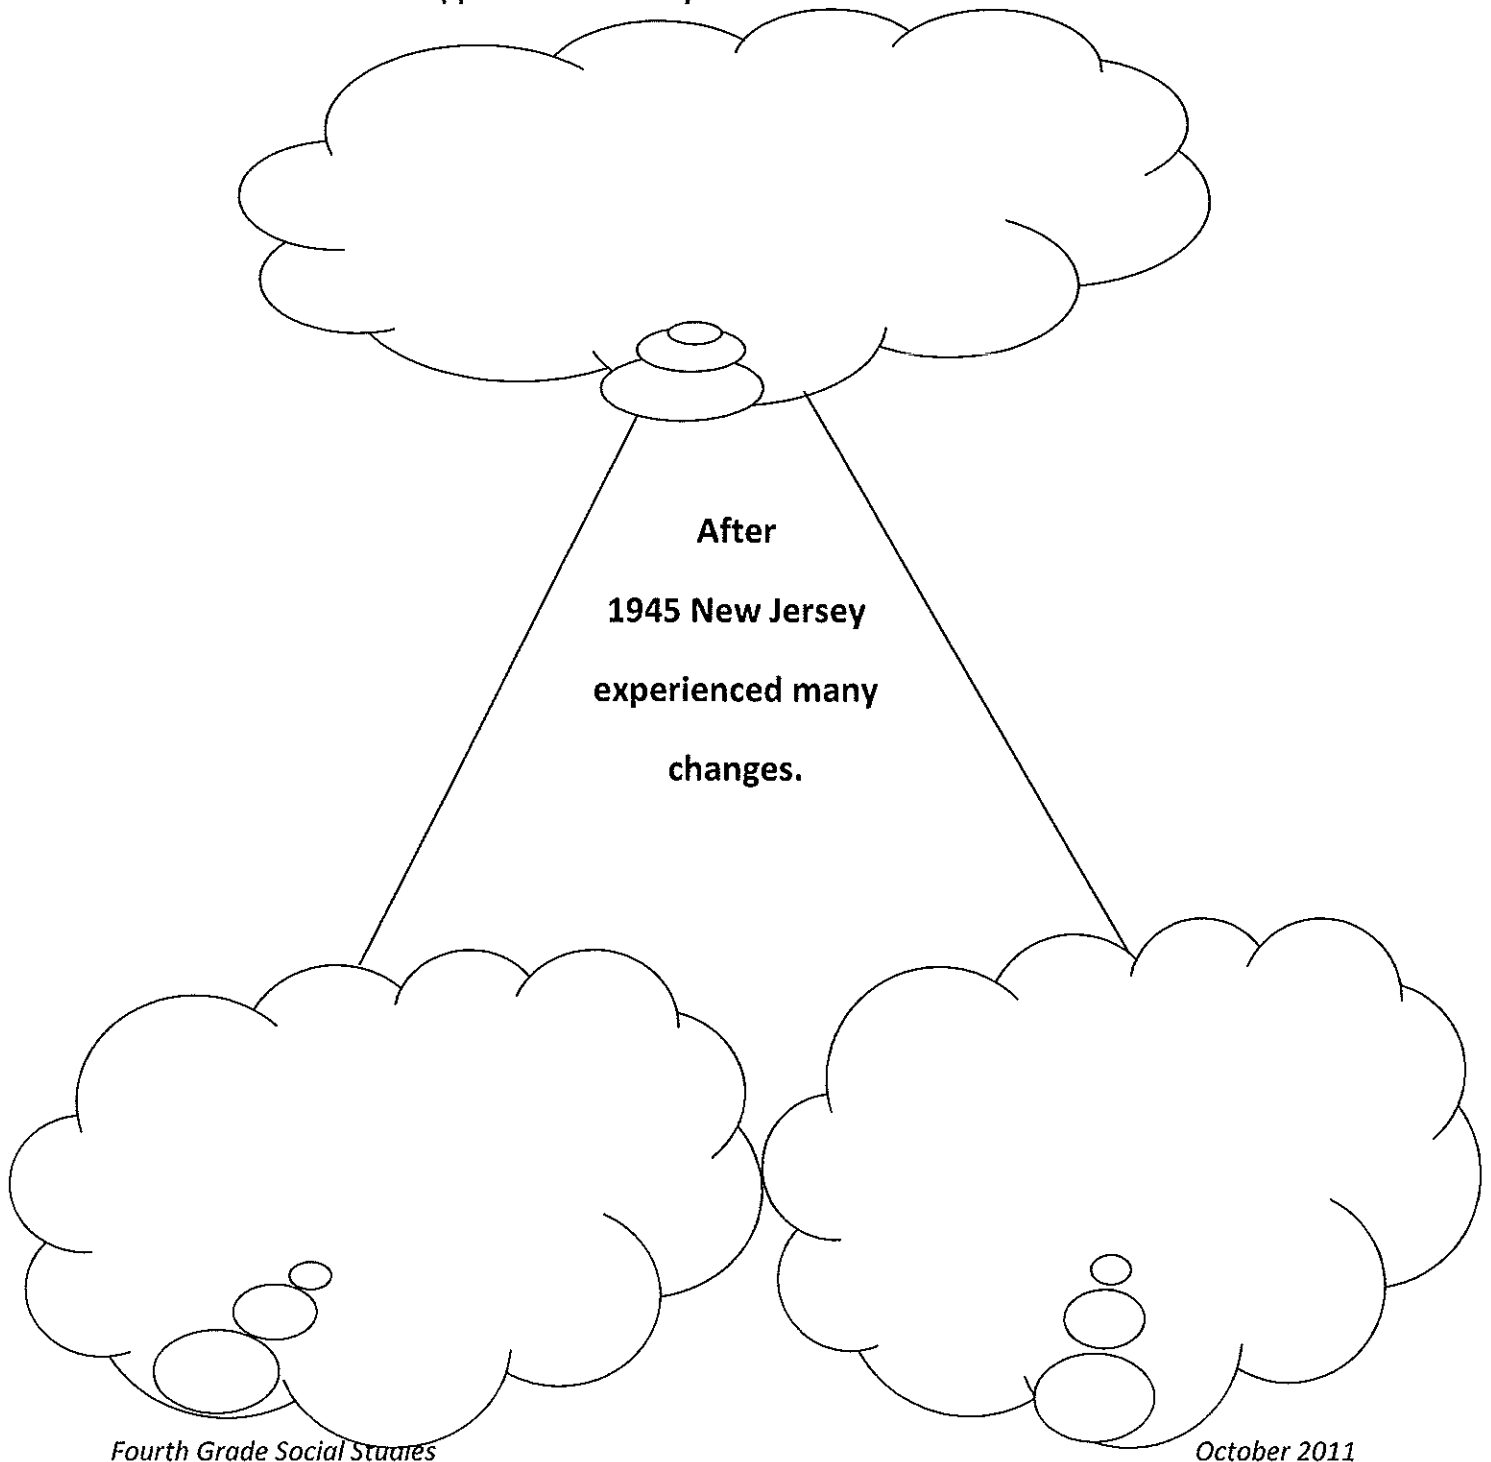 After
1945 New Jersey
experienced many
changes.
Fourth Grade Social Studies
October 2011